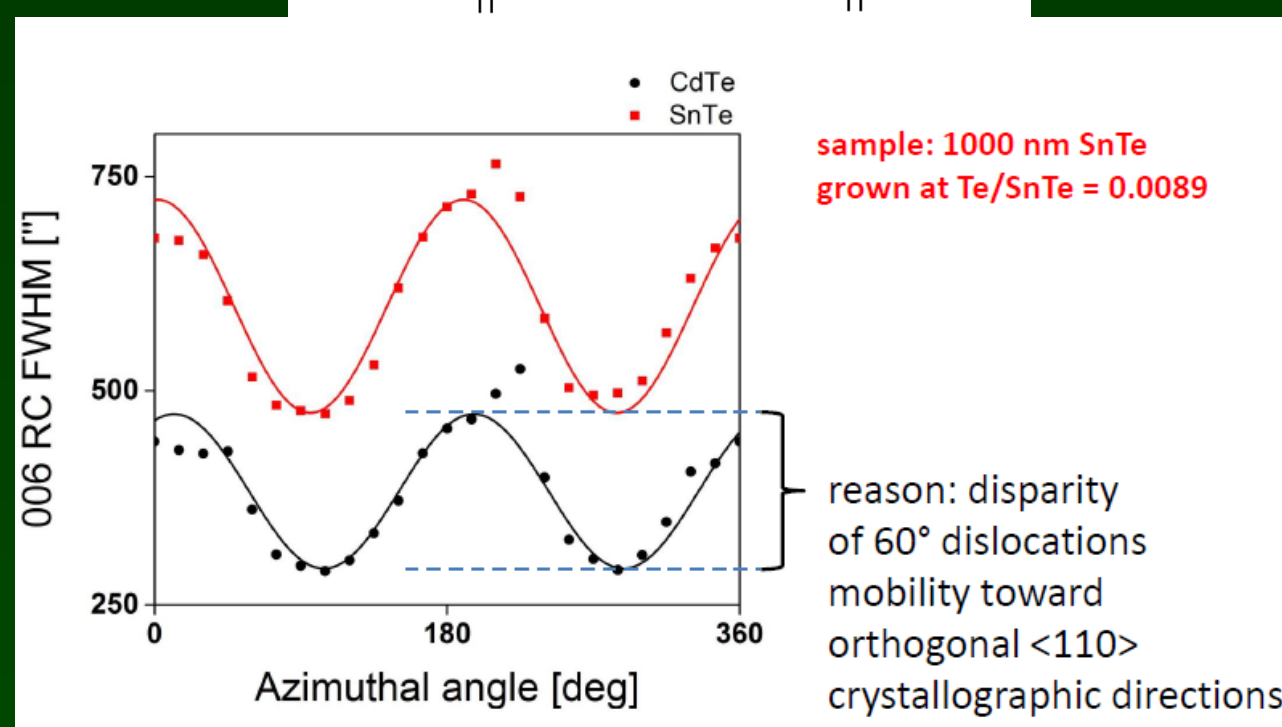 CdTe
SnTe
sample: 1000 nm SnTe
grown at Te/SnTe = 0.0089
750
500
250
006 RC FWHM ["]
0
180
360
Azimuthal angle [deg]
reason: disparity
of 60° dislocations
mobility toward
orthogonal <110>
crystallographic directions